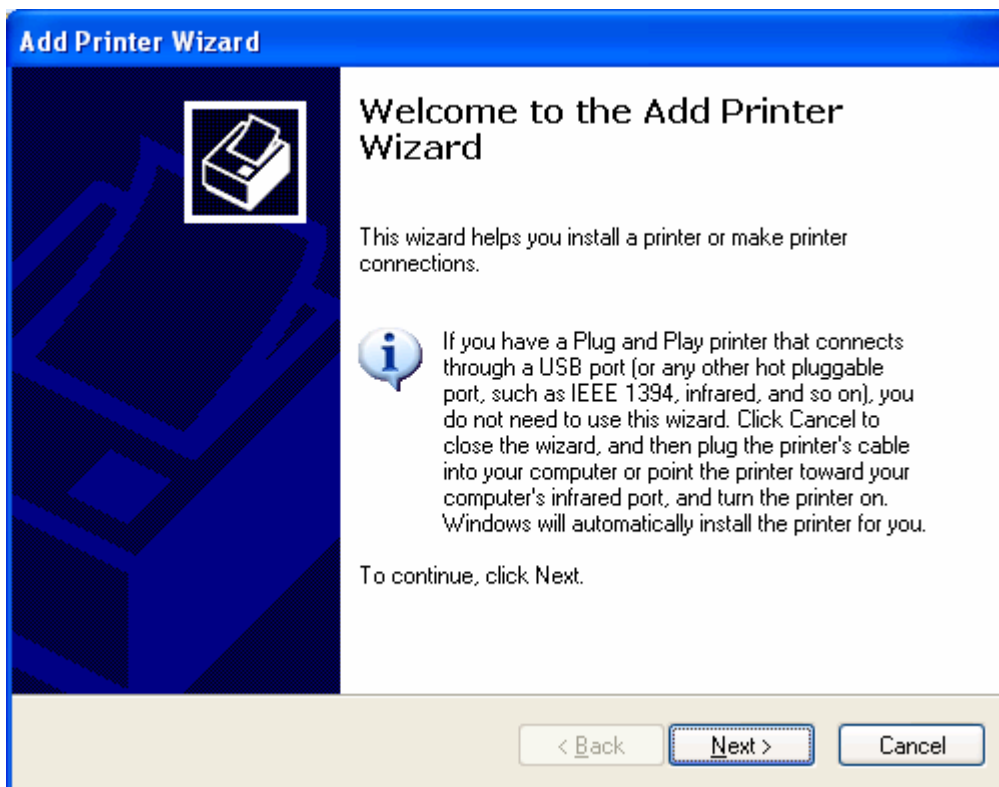 Add Printer Wizard
Welcome to the Add Printer
Wizard
This wizard helps you install a printer or make printer
connections.
If you have a Plug and Play printer that connects
through a USB port (or any other hot pluggable
port, such as IEEE 1394, infrared, and so on), you
do not need to use this wizard. Click Cancel to
close the wizard, and then plug the printer's cable
into your computer or point the printer toward your
computer's infrared port, and turn the printer on.
Windows will automatically install the printer for you.
To continue, click Next.
< Back
Next >
Cancel